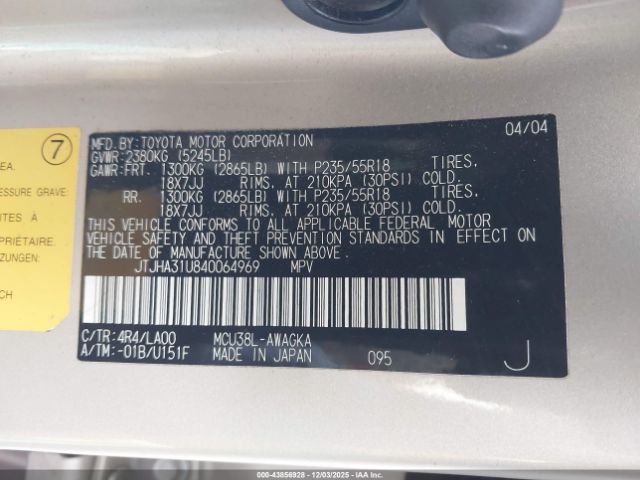 MFD. BY: TOYOTA MOTOR CORPORATION 04/04
GVWR: 2380KG (5245LB)
GAWR: FRT. 1300KG (2865LB) WITH P235/55R18 TIRES.
18X7JJ RIMS. AT 210KPA (30PSI) COLD.
RR. 1300KG (2865LB) WITH P235/55R18 TIRES.
18X7JJ RIMS. AT 210KPA (30PSI) COLD.
THIS VEHICLE CONFORMS TO ALL APPLICABLE FEDERAL MOTOR
VEHICLE SAFETY AND THEFT PREVENTION STANDARDS IN EFFECT ON
THE DATE OF MANUFACTURE SHOWN ABOVE.
JTJHA31U840064969 MPV
C/TR: 4R4/LA00 MCU38L-AWAGKA
A/TM: -01B/U151F MADE IN JAPAN 095 J
7
EA.
ESSURE GRAVE:
ITES À
PROPRIÉTAIRE.
ZUNG:
CH
000-43856928 - 12/03/2025 - IAAI.COM